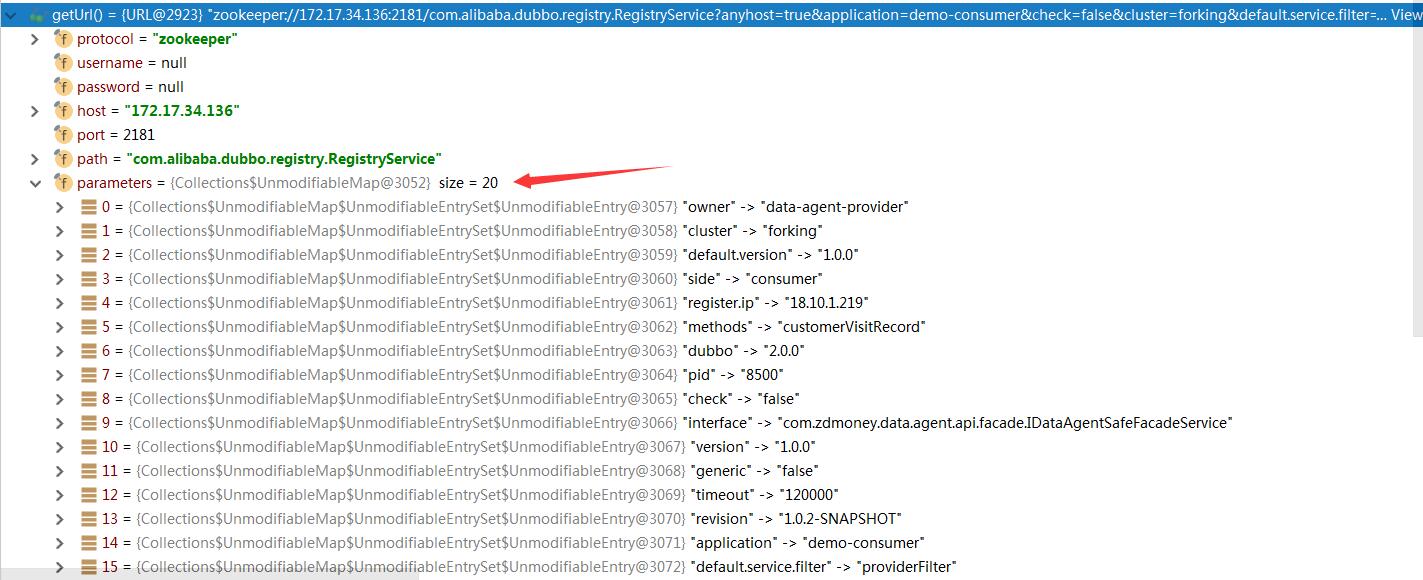 getUrl() = {URL@2923} "zookeeper://172.17.34.136:2181/com.alibaba.dubbo.registry.RegistryService?anyhost=true&application=demo-consumer&check=false&cluster=forking&default.service.filter=... View
f protocol = "zookeeper"
f username = null
f password = null
f host = "172.17.34.136"
f port = 2181
f path = "com.alibaba.dubbo.registry.RegistryService"
f parameters = {Collections$UnmodifiableMap@3052} size = 20
0 = {Collections$UnmodifiableMap$UnmodifiableEntrySet$UnmodifiableEntry@3057} "owner" -> "data-agent-provider"
1 = {Collections$UnmodifiableMap$UnmodifiableEntrySet$UnmodifiableEntry@3058} "cluster" -> "forking"
2 = {Collections$UnmodifiableMap$UnmodifiableEntrySet$UnmodifiableEntry@3059} "default.version" -> "1.0.0"
3 = {Collections$UnmodifiableMap$UnmodifiableEntrySet$UnmodifiableEntry@3060} "side" -> "consumer"
4 = {Collections$UnmodifiableMap$UnmodifiableEntrySet$UnmodifiableEntry@3061} "register.ip" -> "18.10.1.219"
5 = {Collections$UnmodifiableMap$UnmodifiableEntrySet$UnmodifiableEntry@3062} "methods" -> "customerVisitRecord"
6 = {Collections$UnmodifiableMap$UnmodifiableEntrySet$UnmodifiableEntry@3063} "dubbo" -> "2.0.0"
7 = {Collections$UnmodifiableMap$UnmodifiableEntrySet$UnmodifiableEntry@3064} "pid" -> "8500"
8 = {Collections$UnmodifiableMap$UnmodifiableEntrySet$UnmodifiableEntry@3065} "check" -> "false"
9 = {Collections$UnmodifiableMap$UnmodifiableEntrySet$UnmodifiableEntry@3066} "interface" -> "com.zdmoney.data.agent.api.facade.IDataAgentSafeFacadeService"
10 = {Collections$UnmodifiableMap$UnmodifiableEntrySet$UnmodifiableEntry@3067} "version" -> "1.0.0"
11 = {Collections$UnmodifiableMap$UnmodifiableEntrySet$UnmodifiableEntry@3068} "generic" -> "false"
12 = {Collections$UnmodifiableMap$UnmodifiableEntrySet$UnmodifiableEntry@3069} "timeout" -> "120000"
13 = {Collections$UnmodifiableMap$UnmodifiableEntrySet$UnmodifiableEntry@3070} "revision" -> "1.0.2-SNAPSHOT"
14 = {Collections$UnmodifiableMap$UnmodifiableEntrySet$UnmodifiableEntry@3071} "application" -> "demo-consumer"
15 = {Collections$UnmodifiableMap$UnmodifiableEntrySet$UnmodifiableEntry@3072} "default.service.filter" -> "providerFilter"